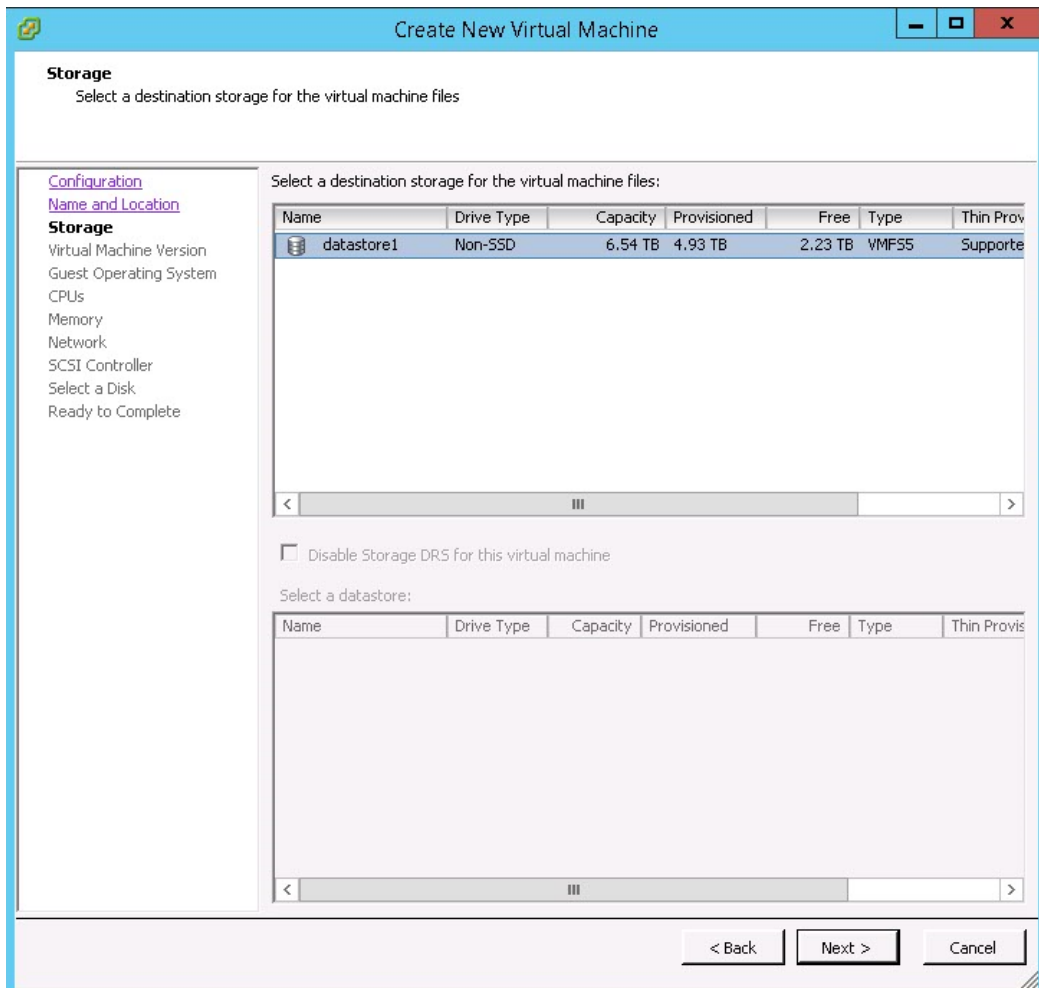 Create New Virtual Machine
Storage
Select a destination storage for the virtual machine files
Configuration
Name and Location
Storage
Virtual Machine Version
Guest Operating System
CPUs
Memory
Network
SCSI Controller
Select a Disk
Ready to Complete
Select a destination storage for the virtual machine files:
Name Drive Type Capacity Provisioned Free Type Thin Prov
datastore1 Non-SSD 6.54 TB 4.93 TB 2.23 TB VMFS5 Supporte
Disable Storage DRS for this virtual machine
Select a datastore:
Name Drive Type Capacity Provisioned Free Type Thin Provis
< Back Next > Cancel